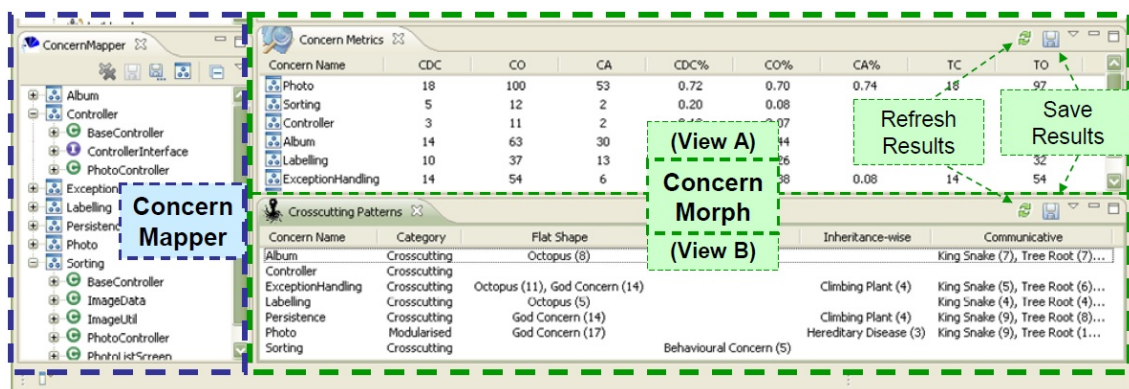 ConcernMapper
Album
Controller
BaseController
ControllerInterface
PhotoController
Exception
Labelling
Persistenc
Photo
Sorting
BaseController
ImageData
ImageUtil
PhotoController
PhotoListScreen
Concern
Mapper
Concern Metrics
Concern Name CDC CO CA CDC% CO% CA% TC TO
Photo 18 100 53 0.72 0.70 0.74 18 97
Sorting 5 12 2 0.20 0.08
Controller 3 11 2
Album 14 63 30 44
Labelling 10 37 13 26 32
ExceptionHandling 14 54 6 38 0.08 14 54
Refresh
Results
Save
Results
(View A)
Concern
Morph
(View B)
Crosscutting Patterns
Concern Name Category Flat Shape Inheritance-wise Communicative
Album Crosscutting Octopus (8) King Snake (7), Tree Root (7)...
Controller Crosscutting
ExceptionHandling Crosscutting Octopus (11), God Concern (14) Climbing Plant (4) King Snake (5), Tree Root (6)...
Labelling Crosscutting Octopus (5) King Snake (4), Tree Root (4)...
Persistence Crosscutting God Concern (14) Climbing Plant (4) King Snake (9), Tree Root (8)...
Photo Modularised God Concern (17) Hereditary Disease (3) King Snake (9), Tree Root (1...
Sorting Crosscutting Behavioural Concern (5)